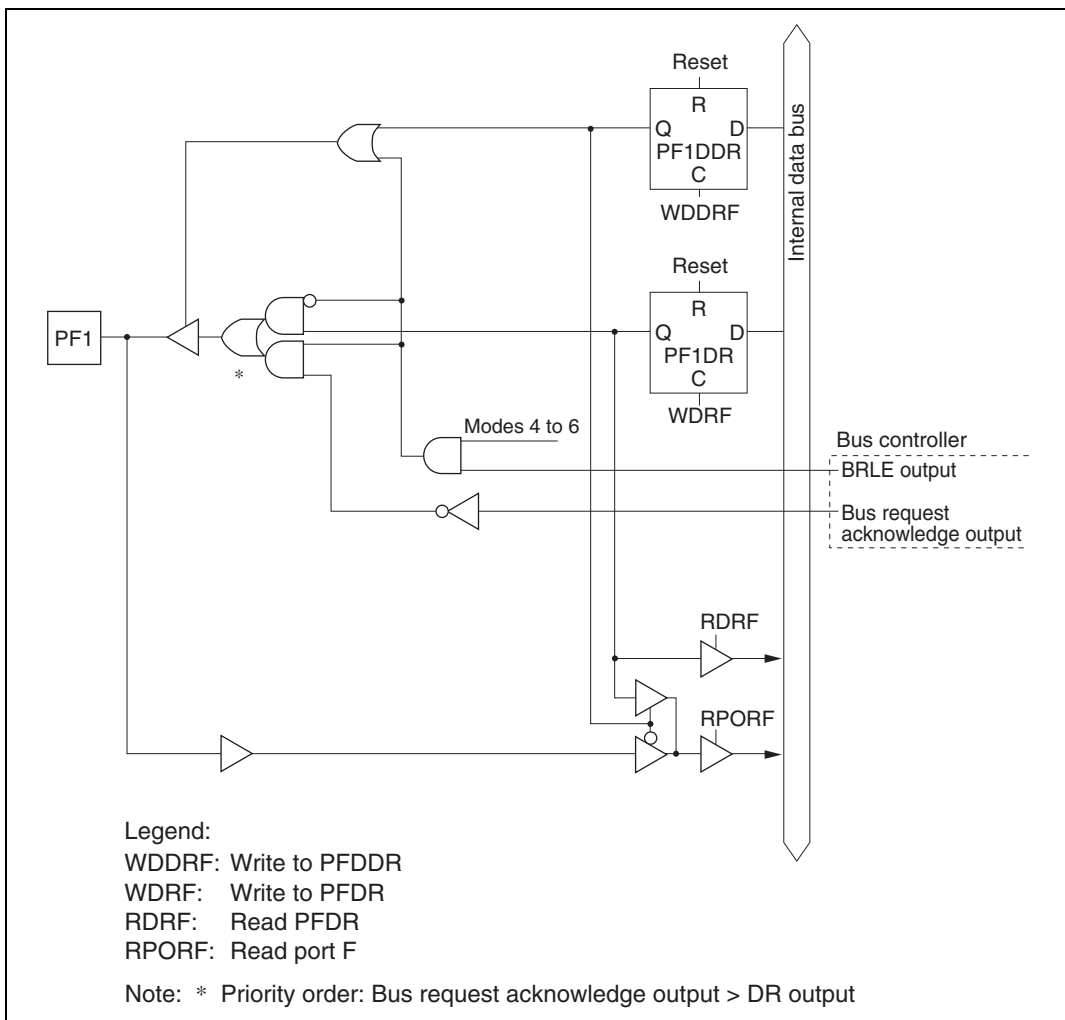 Reset
R
Q D
PF1DDR
C
WDDRF
Internal data bus
Reset
R
PF1
Q D
PF1DR
C
*
WDRF
Modes 4 to 6
Bus controller
BRLE output
Bus request
acknowledge output
RDRF
RPORF
Legend:
WDDRF: Write to PFDDR
WDRF: Write to PFDR
RDRF: Read PFDR
RPORF: Read port F
Note: * Priority order: Bus request acknowledge output > DR output